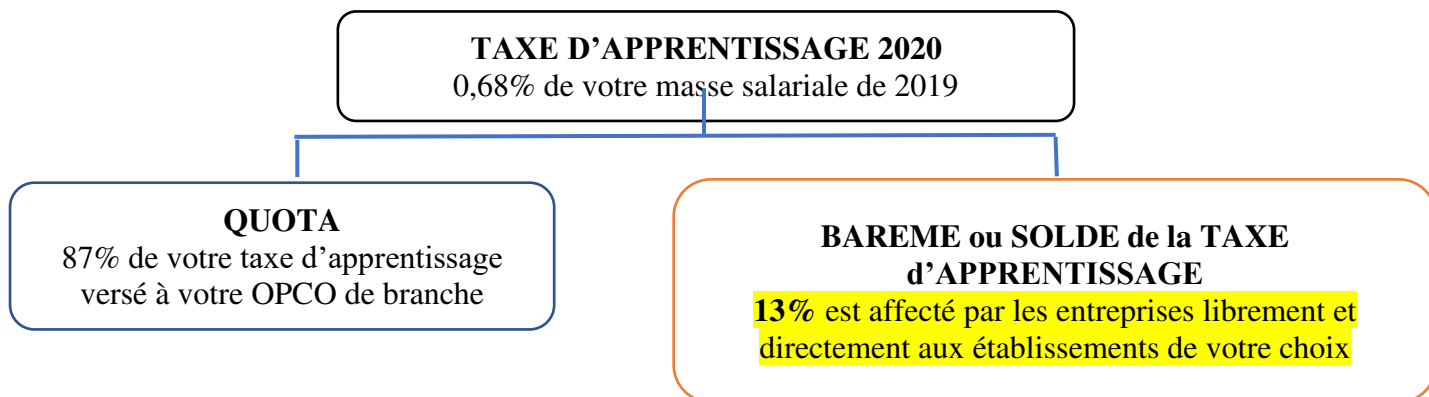 TAXE D’APPRENTISSAGE 2020
0,68% de votre masse salariale de 2019
QUOTA
87% de votre taxe d’apprentissage
versé à votre OPCO de branche
BAREME ou SOLDE de la TAXE
d’APPRENTISSAGE
13% est affecté par les entreprises librement et
directement aux établissements de votre choix